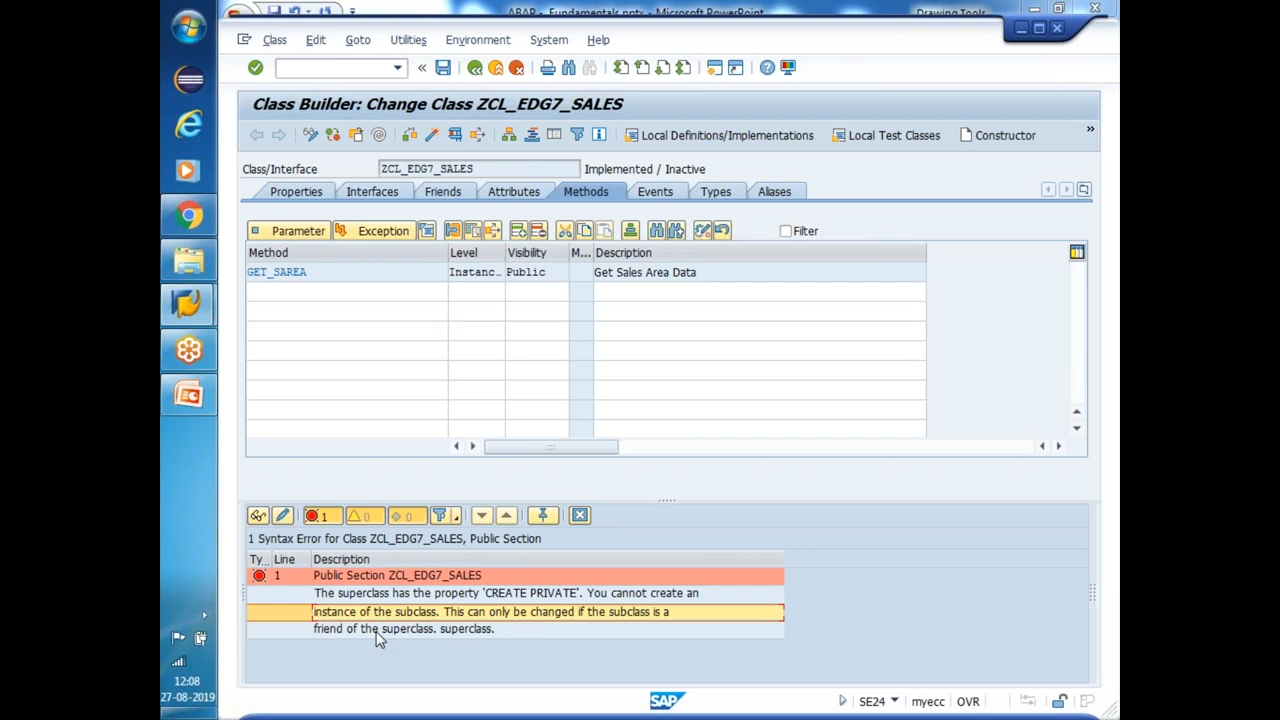 ABAP - Fundamentals.pptx - Microsoft PowerPoint
Drawing Tools
Class Edit Goto Utilities Environment System Help
Class Builder: Change Class ZCL_EDG7_SALES
Local Definitions/Implementations Local Test Classes Constructor
Class/Interface ZCL_EDG7_SALES Implemented / Inactive
Properties Interfaces Friends Attributes Methods Events Types Aliases
Parameter Exception Filter
Method Level Visibility M... Description
GET_SAREA Instanc... Public Get Sales Area Data
1 0 0
1 Syntax Error for Class ZCL_EDG7_SALES, Public Section
Ty... Line Description
1 Public Section ZCL_EDG7_SALES
The superclass has the property 'CREATE PRIVATE'. You cannot create an
instance of the subclass. This can only be changed if the subclass is a
friend of the superclass. superclass.
12:08
27-08-2019
SAP
SE24 myecc OVR